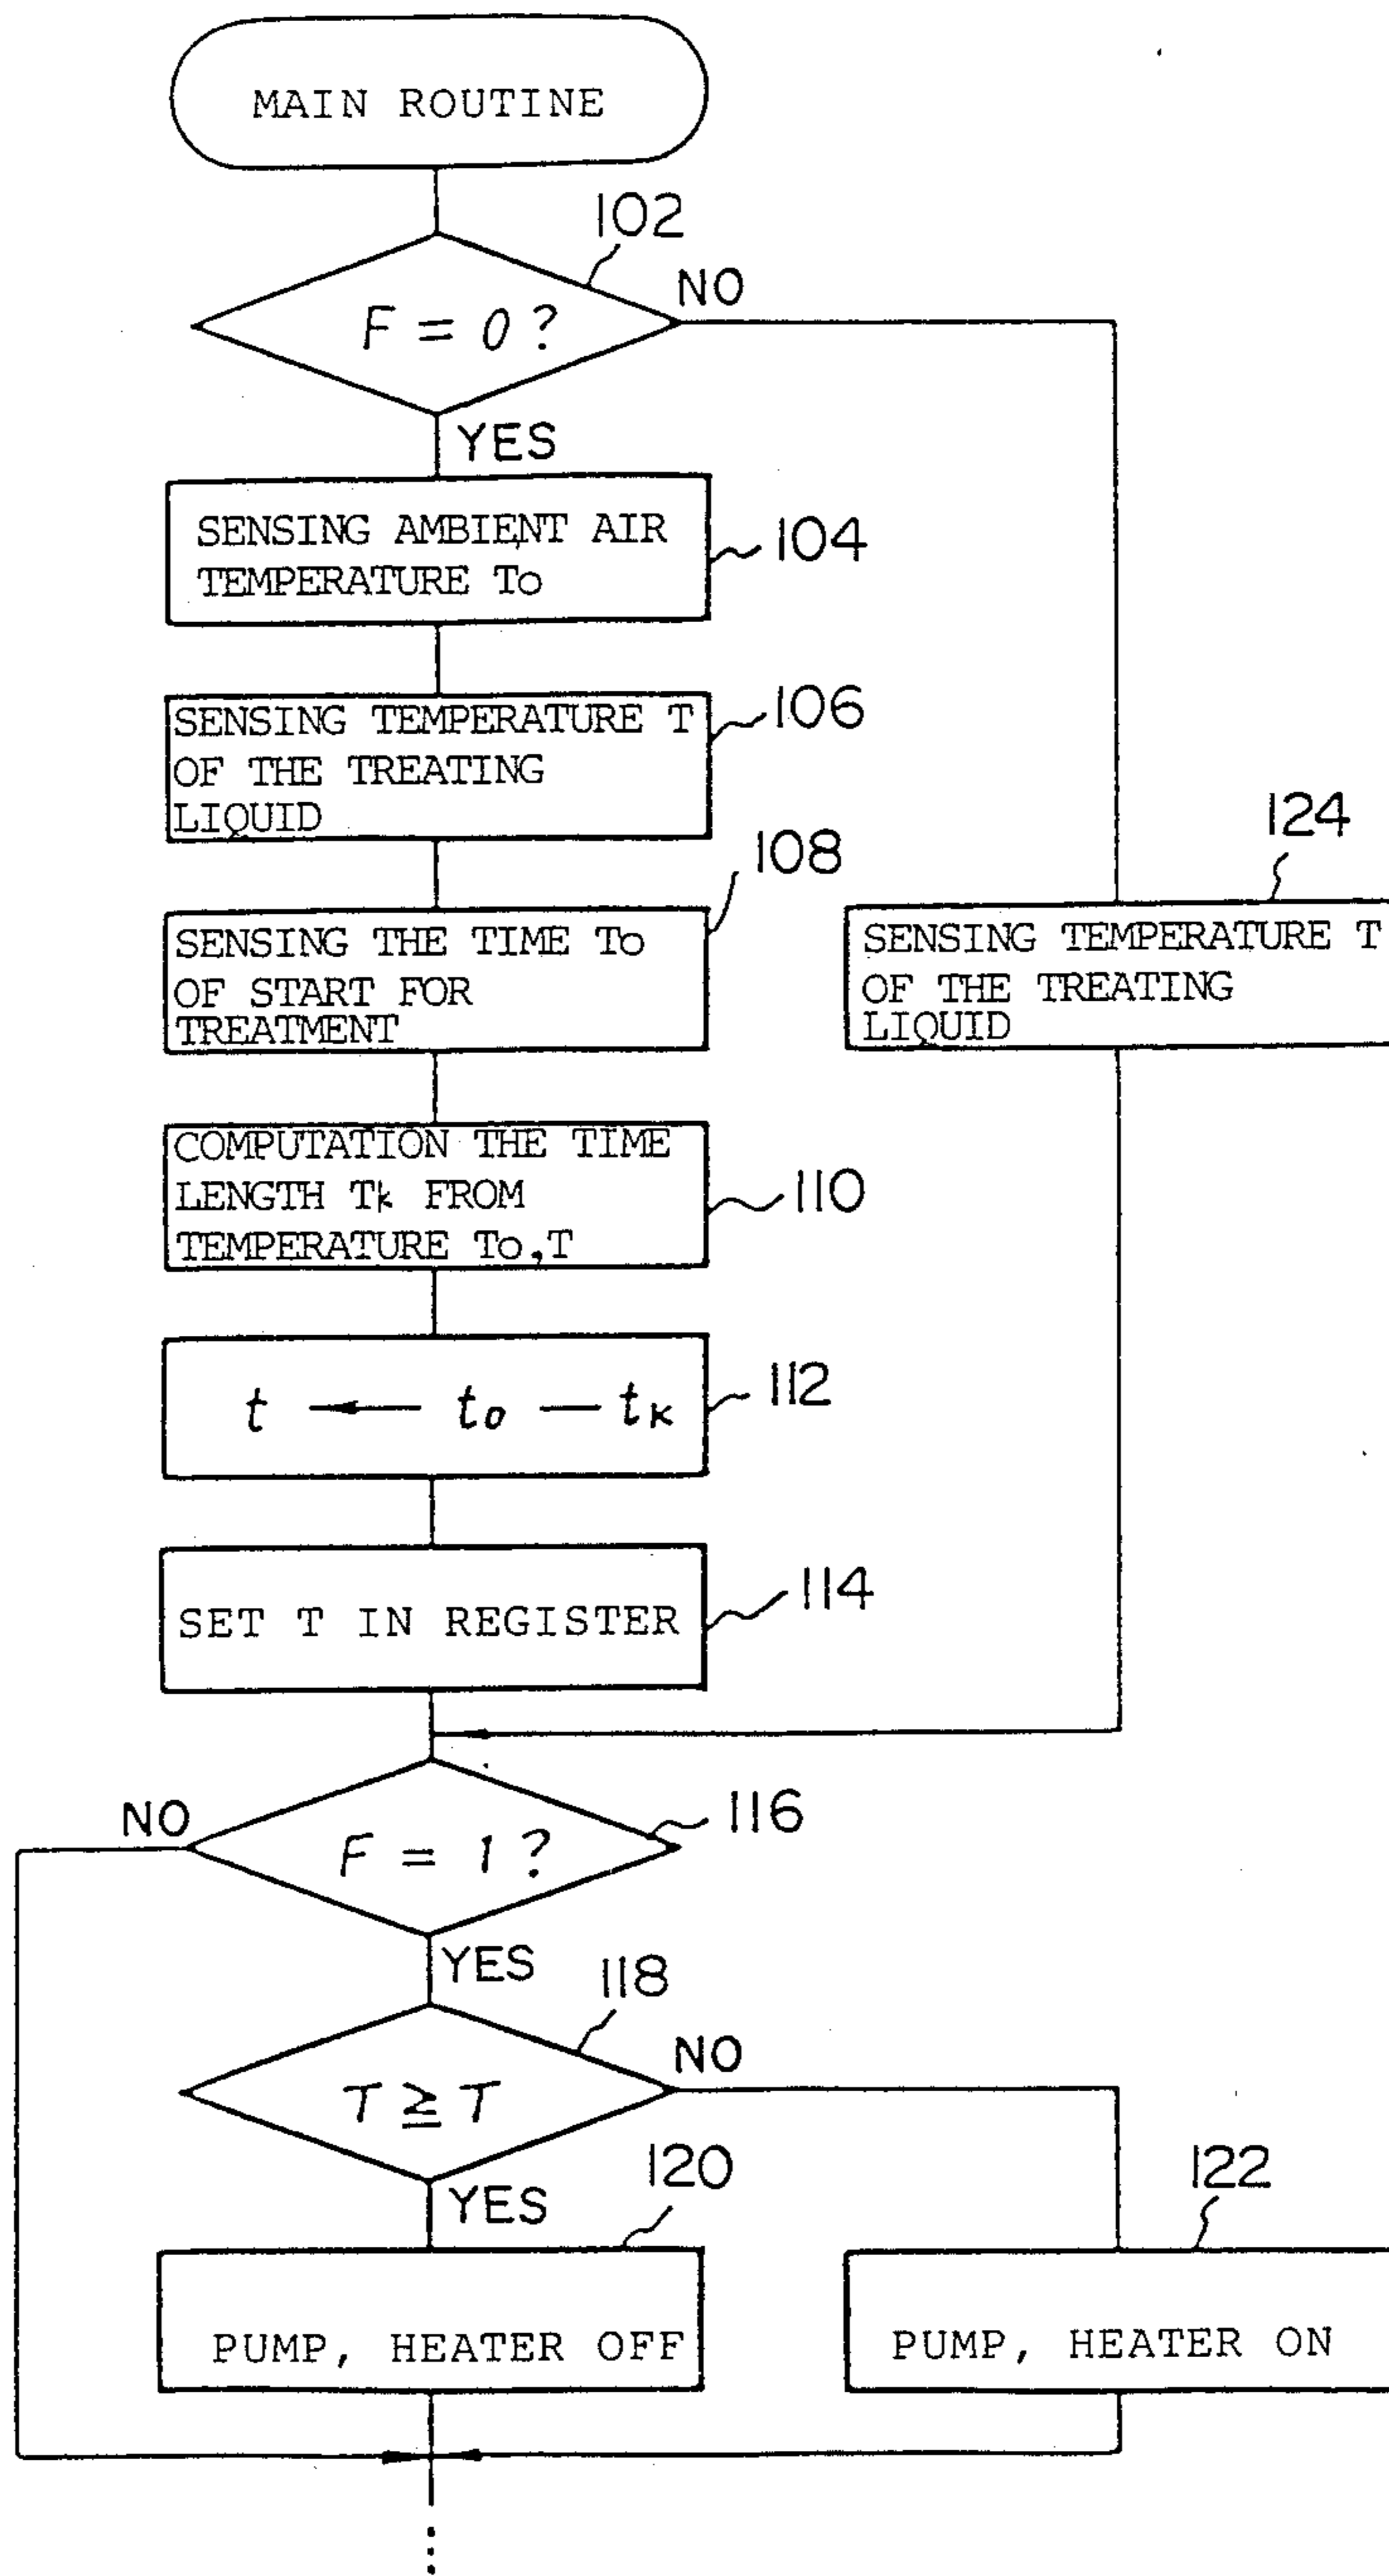 MAIN ROUTINE
102
F = 0 ?
NO
YES
SENSING AMBIENT AIR
TEMPERATURE To
104
SENSING TEMPERATURE T
OF THE TREATING
LIQUID
106
SENSING THE TIME To
OF START FOR
TREATMENT
108
SENSING TEMPERATURE T
OF THE TREATING
LIQUID
124
COMPUTATION THE TIME
LENGTH Tk FROM
TEMPERATURE To,T
110
t ← to — tK
112
SET T IN REGISTER
114
NO
F = 1 ?
116
YES
118
T ≧ T
NO
YES
120
PUMP, HEATER OFF
122
PUMP, HEATER ON